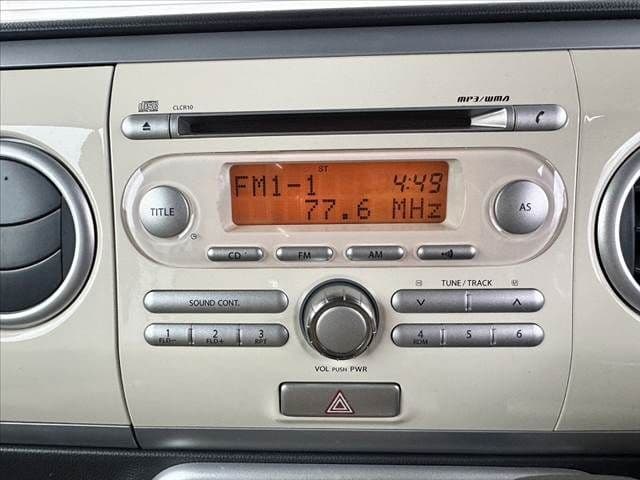 CLCR10
MP3/WMA
ST
FM1-1 4:49
77.6 MHz
TITLE
AS
CD
FM
AM
TUNE/TRACK
SOUND CONT.
1 2 3
FLD− FLD+ RPT
4 5 6
RDM
VOL PUSH PWR